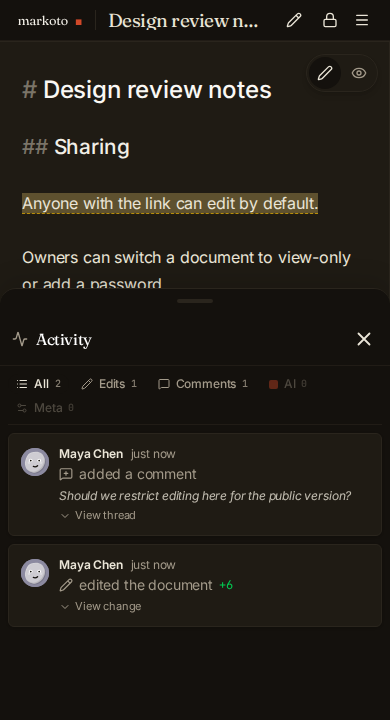 markoto
Design review n...
# Design review notes
## Sharing
Anyone with the link can edit by default.
Owners can switch a document to view-only
or add a password
Activity
All 2 Edits 1 Comments 1 AI 0
Meta 0
Maya Chen just now
added a comment
Should we restrict editing here for the public version?
View thread
Maya Chen just now
edited the document +6
View change